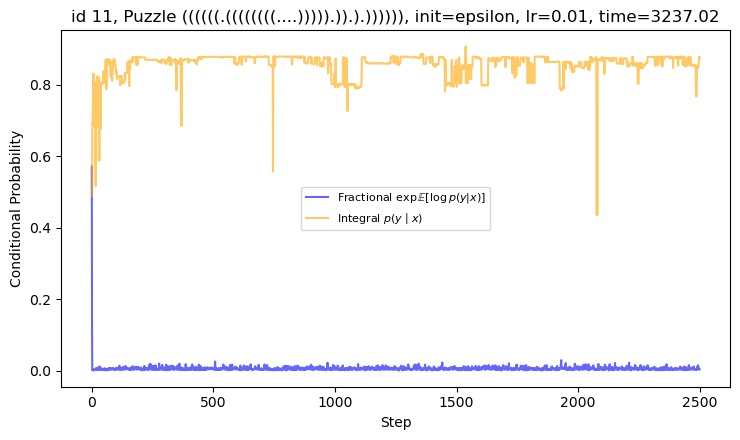 id 11, Puzzle ((((((.((((((((....))))).)).).)))))), init=epsilon, lr=0.01, time=3237.02
Conditional Probability
0.8
0.6
0.4
0.2
0.0
Fractional exp𝔼[log p(y|x)]
Integral p(y | x)
0
500
1000
1500
2000
2500
Step